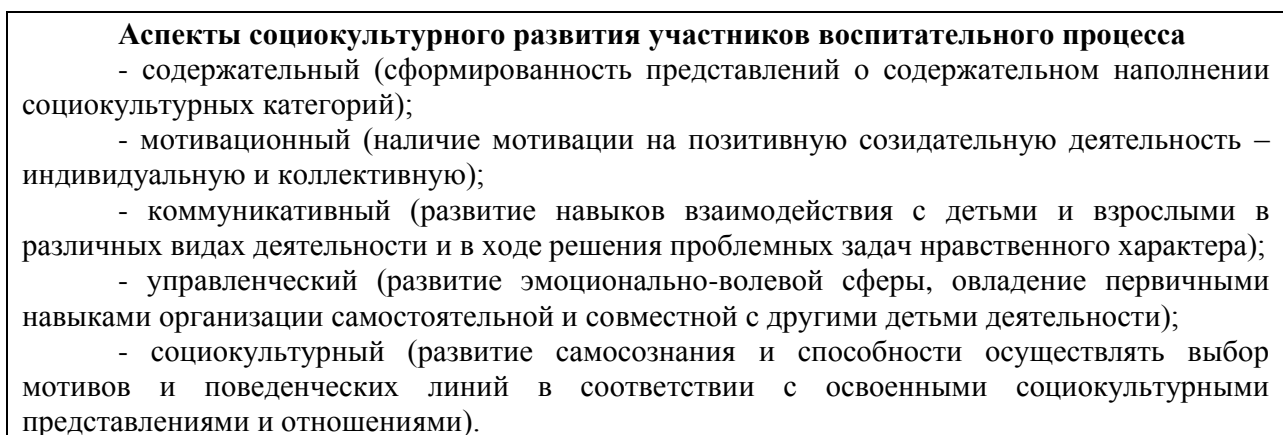 Аспекты социокультурного развития участников воспитательного процесса
- содержательный (сформированность представлений о содержательном наполнении
социокультурных категорий);
- мотивационный (наличие мотивации на позитивную созидательную деятельность –
индивидуальную и коллективную);
- коммуникативный (развитие навыков взаимодействия с детьми и взрослыми в
различных видах деятельности и в ходе решения проблемных задач нравственного характера);
- управленческий (развитие эмоционально-волевой сферы, овладение первичными
навыками организации самостоятельной и совместной с другими детьми деятельности);
- социокультурный (развитие самосознания и способности осуществлять выбор
мотивов и поведенческих линий в соответствии с освоенными социокультурными
представлениями и отношениями).